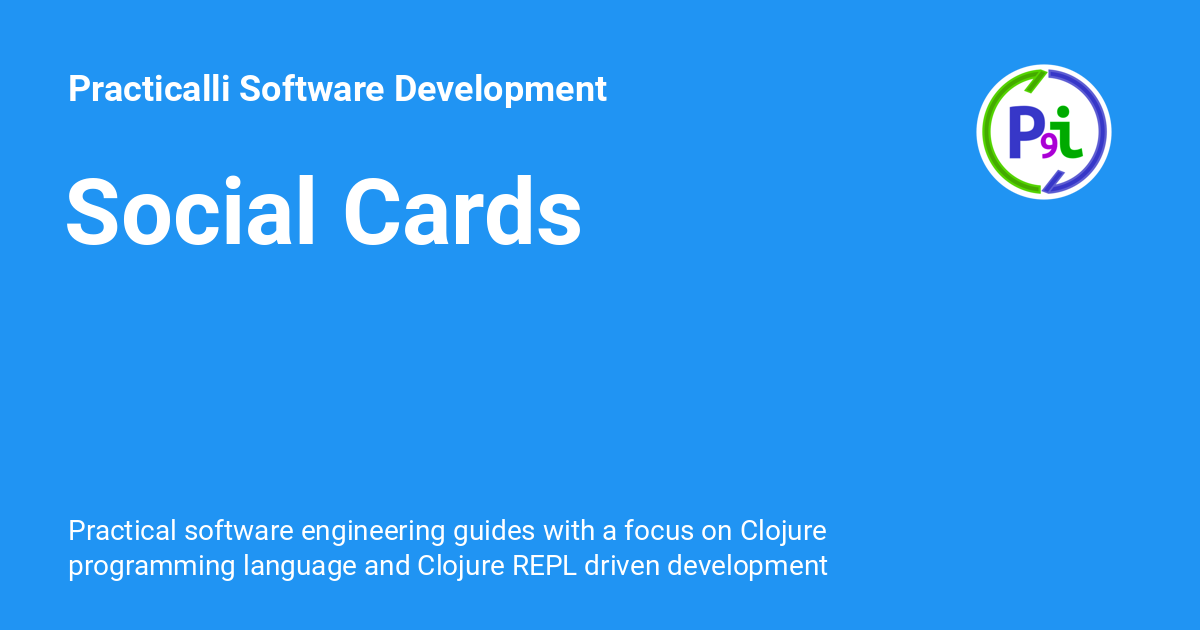 Practicalli Software Development
P9i
Social Cards
Practical software engineering guides with a focus on Clojure
programming language and Clojure REPL driven development